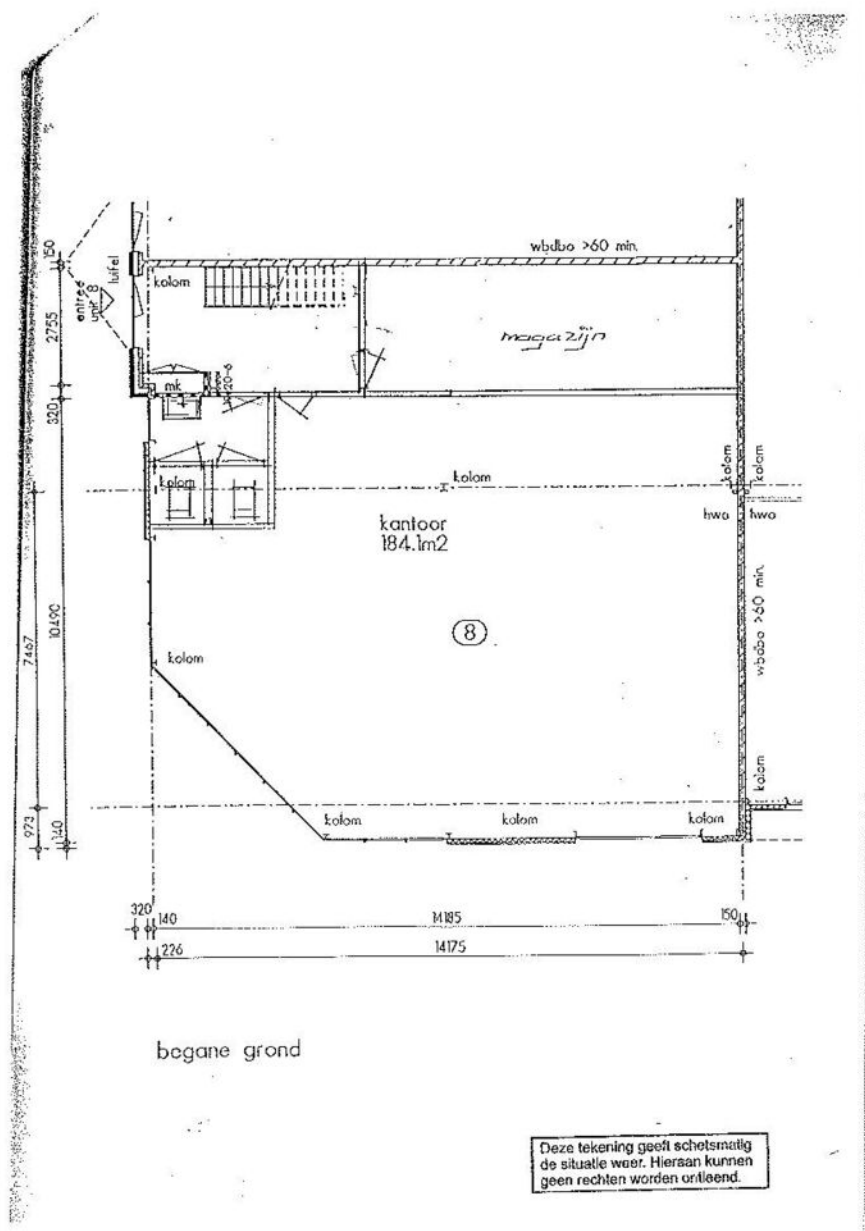 wbdbo >60 min.
150
luifel
entree
unit 8
kolom
2755
magazijn
mk
320
kolom
kolom
kolom
kolom
kantoor
184.1m2
hwa
hwa
8
10490
7467
wbdbo >60 min.
kolom
kolom
kolom
kolom
kolom
973
140
320
140
14185
150
226
14175
begane grond
Deze tekening geeft schetsmatig
de situatie weer. Hieraan kunnen
geen rechten worden ontleend.